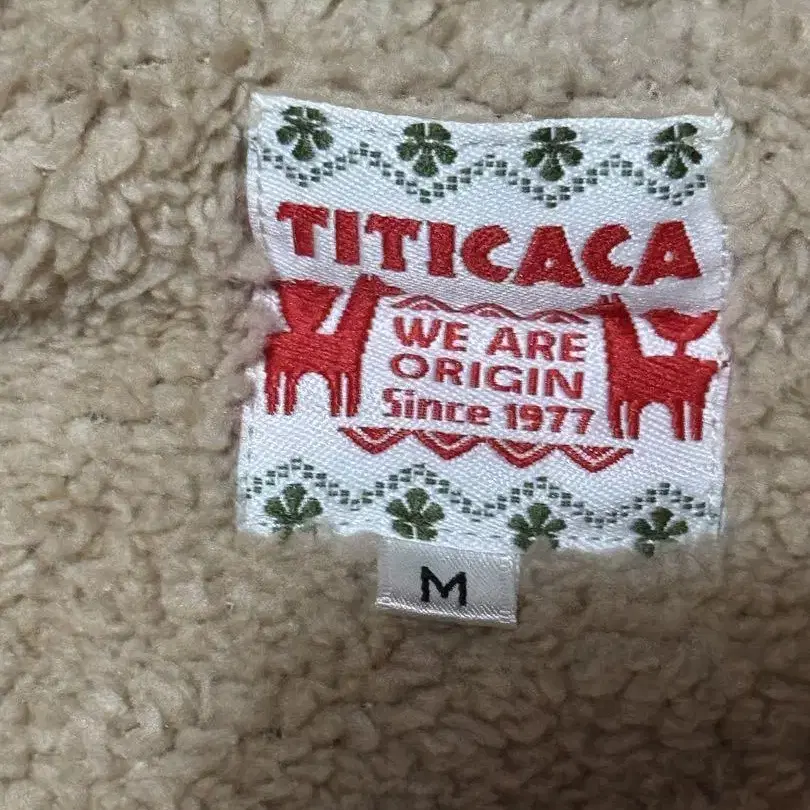 TITICACA
WE ARE
ORIGIN
Since 1977
M